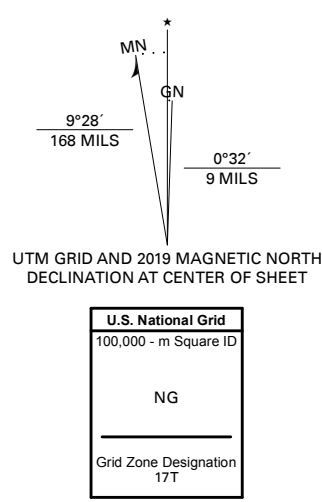 MN
GN
9°28´
168 MILS
0°32´
9 MILS
UTM GRID AND 2019 MAGNETIC NORTH
DECLINATION AT CENTER OF SHEET
U.S. National Grid
100,000 - m Square ID
NG
Grid Zone Designation
17T